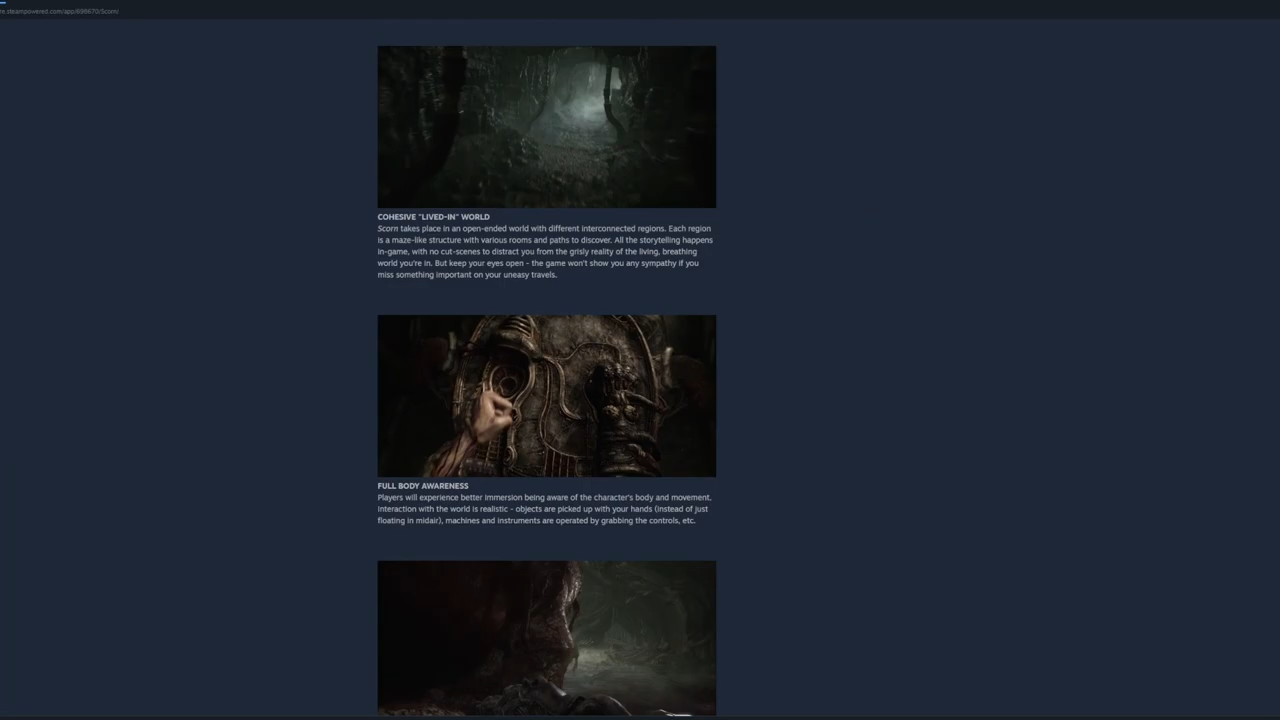 re.steampowered.com/app/698670/Scorn/
COHESIVE "LIVED-IN" WORLD
Scorn takes place in an open-ended world with different interconnected regions. Each region
is a maze-like structure with various rooms and paths to discover. All the storytelling happens
in-game, with no cut-scenes to distract you from the grisly reality of the living, breathing
world you're in. But keep your eyes open - the game won't show you any sympathy if you
miss something important on your uneasy travels.
FULL BODY AWARENESS
Players will experience better immersion being aware of the character's body and movement.
Interaction with the world is realistic - objects are picked up with your hands (instead of just
floating in midair), machines and instruments are operated by grabbing the controls, etc.